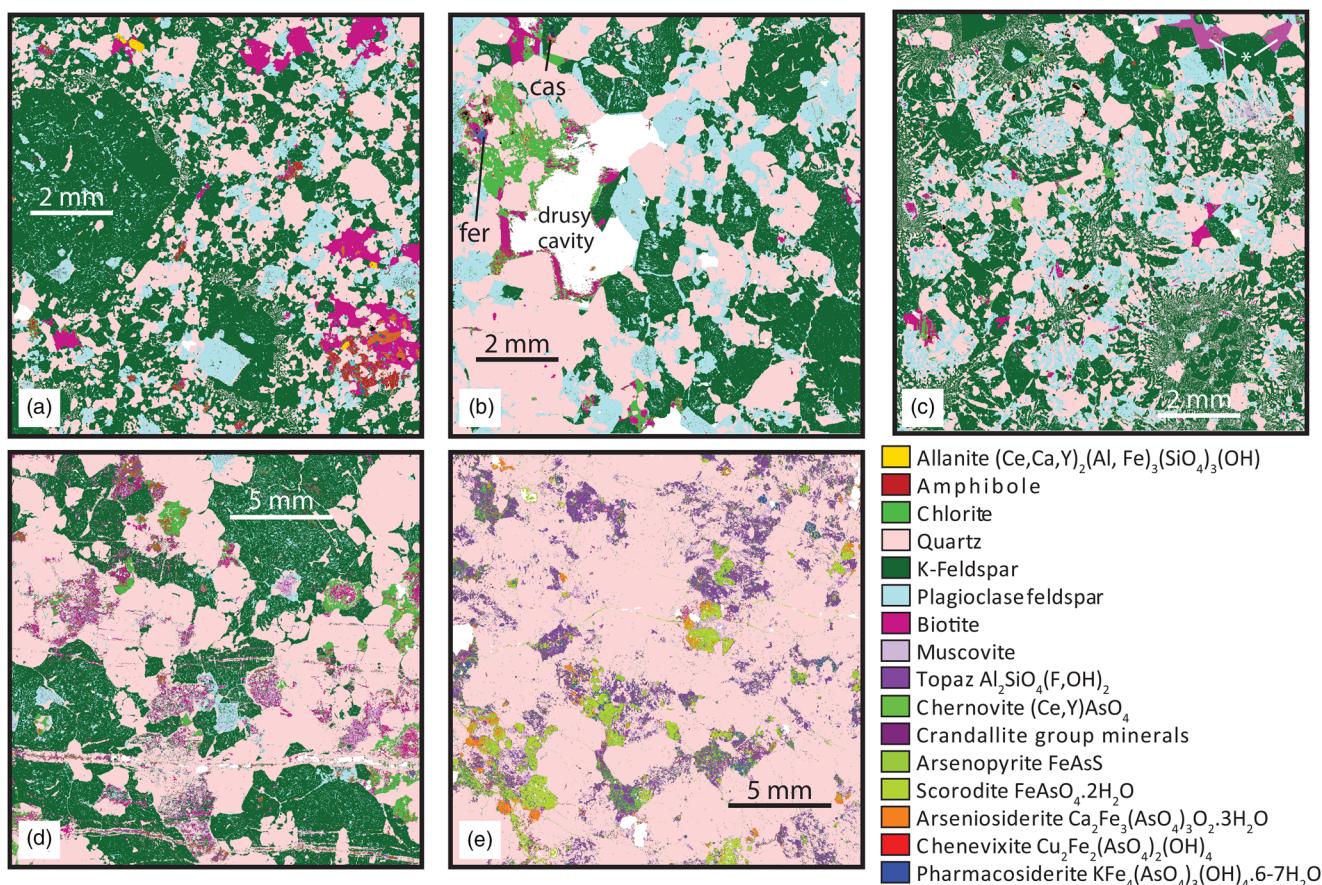 cas
*
2 mm
drusy
cavity
fer
2 mm
(a)
(b)
(c)
2 mm
5 mm
(d)
(e)
5 mm
Allanite (Ce,Ca,Y)₂(Al, Fe)₃(SiO₄)₃(OH)
Amphibole
Chlorite
Quartz
K-Feldspar
Plagioclase feldspar
Biotite
Muscovite
Topaz Al₂SiO₄(F,OH)₂
Chernovite (Ce,Y)AsO₄
Crandallite group minerals
Arsenopyrite FeAsS
Scorodite FeAsO₄.2H₂O
Arseniosiderite Ca₂Fe₃(AsO₄)₃O₂.3H₂O
Chenevixite Cu₂Fe₂(AsO₄)₂(OH)₄
Pharmacosiderite KFe₄(AsO₄)₃(OH)₄.6-7H₂O